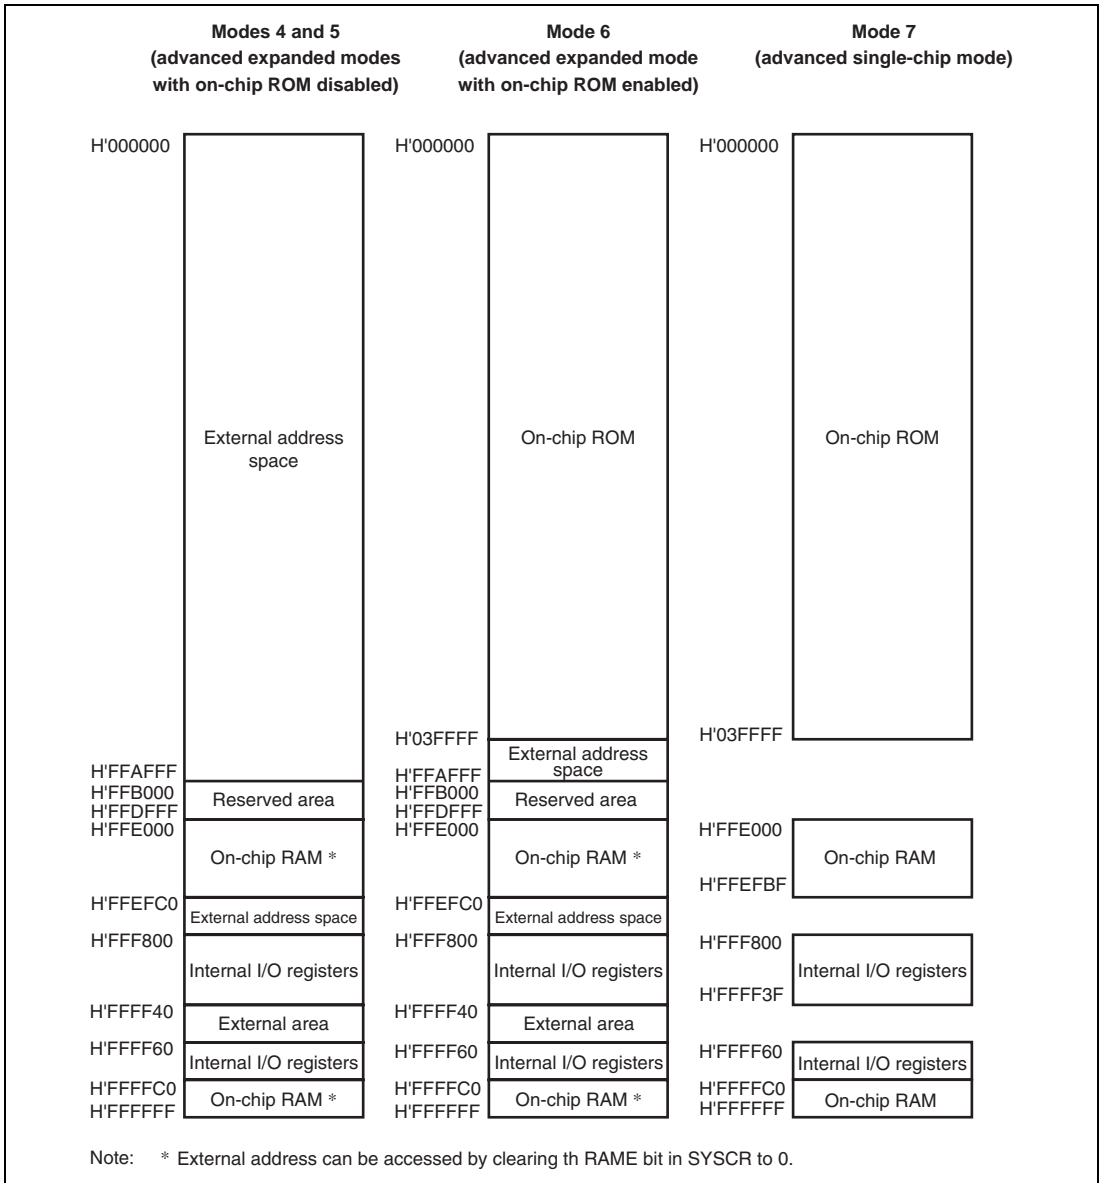 Modes 4 and 5
(advanced expanded modes
with on-chip ROM disabled)
Mode 6
(advanced expanded mode
with on-chip ROM enabled)
Mode 7
(advanced single-chip mode)
H'000000
External address
space
H'FFAFFF
H'FFB000
Reserved area
H'FFDFFF
H'FFE000
On-chip RAM *
H'FFEFC0
External address space
H'FFF800
Internal I/O registers
H'FFFF40
External area
H'FFFF60
Internal I/O registers
H'FFFFC0
On-chip RAM *
H'FFFFFF
H'000000
On-chip ROM
H'03FFFF
External address
space
H'FFAFFF
H'FFB000
Reserved area
H'FFDFFF
H'FFE000
On-chip RAM *
H'FFEFC0
External address space
H'FFF800
Internal I/O registers
H'FFFF40
External area
H'FFFF60
Internal I/O registers
H'FFFFC0
On-chip RAM *
H'FFFFFF
H'000000
On-chip ROM
H'03FFFF
H'FFE000
On-chip RAM
H'FFEFBF
H'FFF800
Internal I/O registers
H'FFFF3F
H'FFFF60
Internal I/O registers
H'FFFFC0
On-chip RAM
H'FFFFFF
Note: * External address can be accessed by clearing th RAME bit in SYSCR to 0.